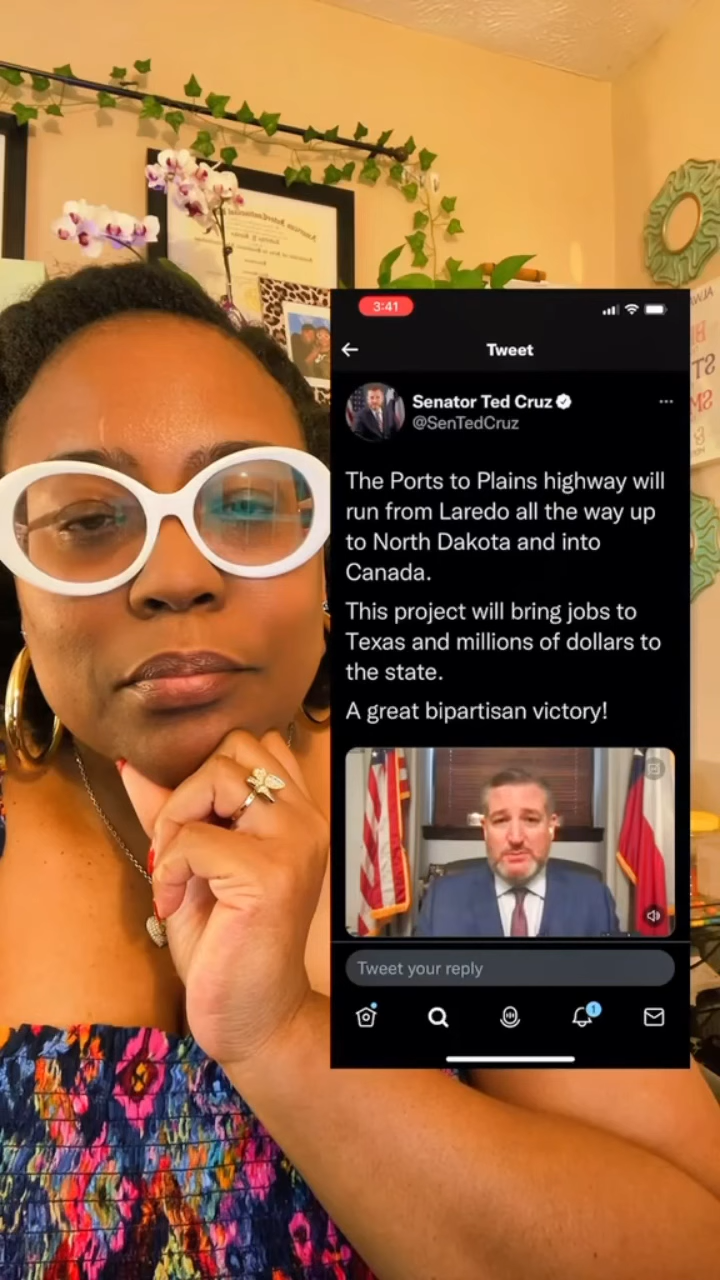 3:41
Tweet
Senator Ted Cruz
@SenTedCruz
The Ports to Plains highway will
run from Laredo all the way up
to North Dakota and into
Canada.
This project will bring jobs to
Texas and millions of dollars to
the state.
A great bipartisan victory!
Tweet your reply
1